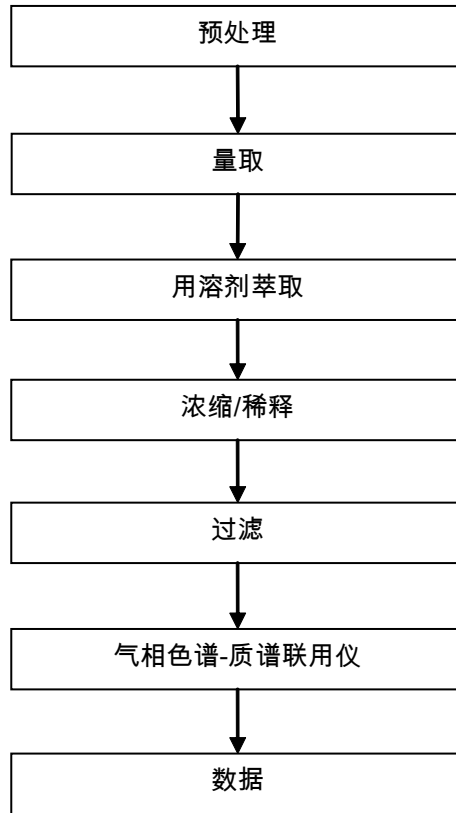 预处理
量取
用溶剂萃取
浓缩/稀释
过滤
气相色谱-质谱联用仪
数据